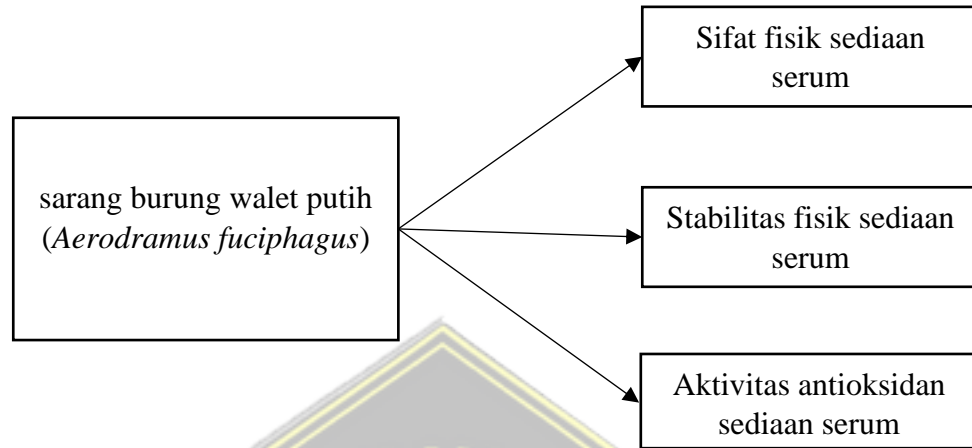 Sifat fisik sediaan
serum
sarang burung walet putih
(Aerodramus fuciphagus)
Stabilitas fisik sediaan
serum
Aktivitas antioksidan
sediaan serum